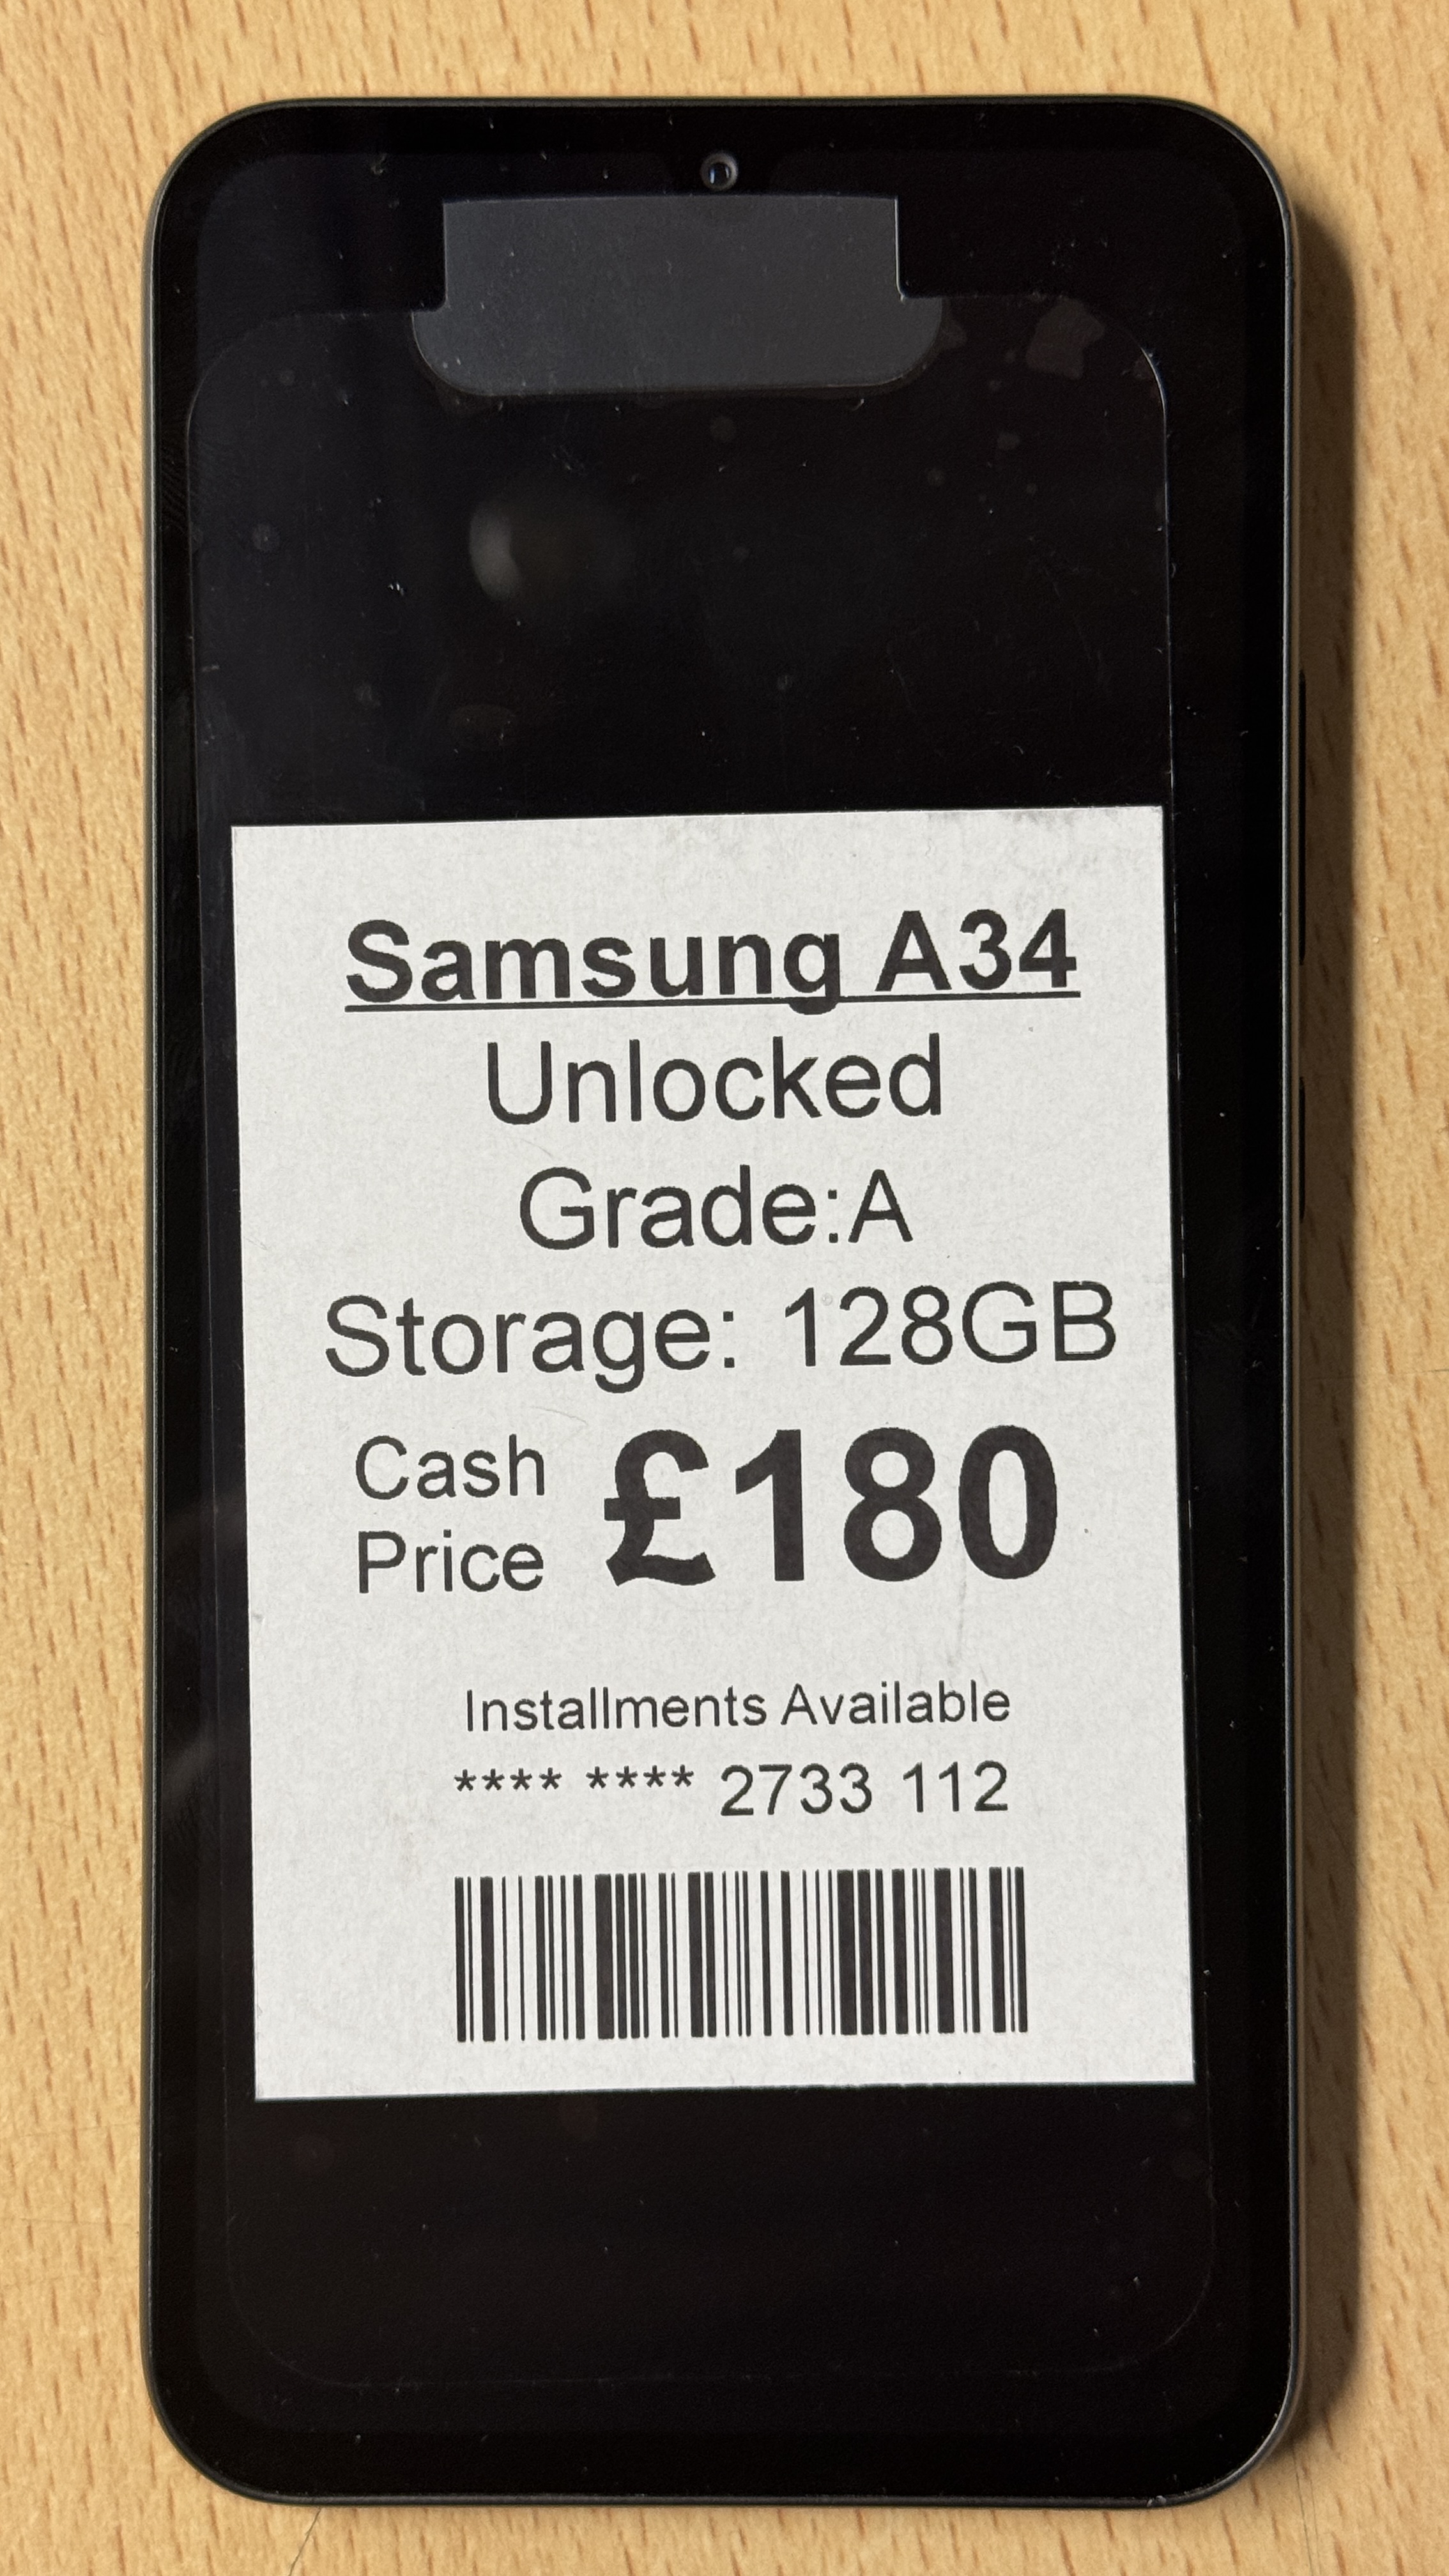 Samsung A34
Unlocked
Grade:A
Storage: 128GB
Cash
Price £180
Installments Available
**** **** 2733 112